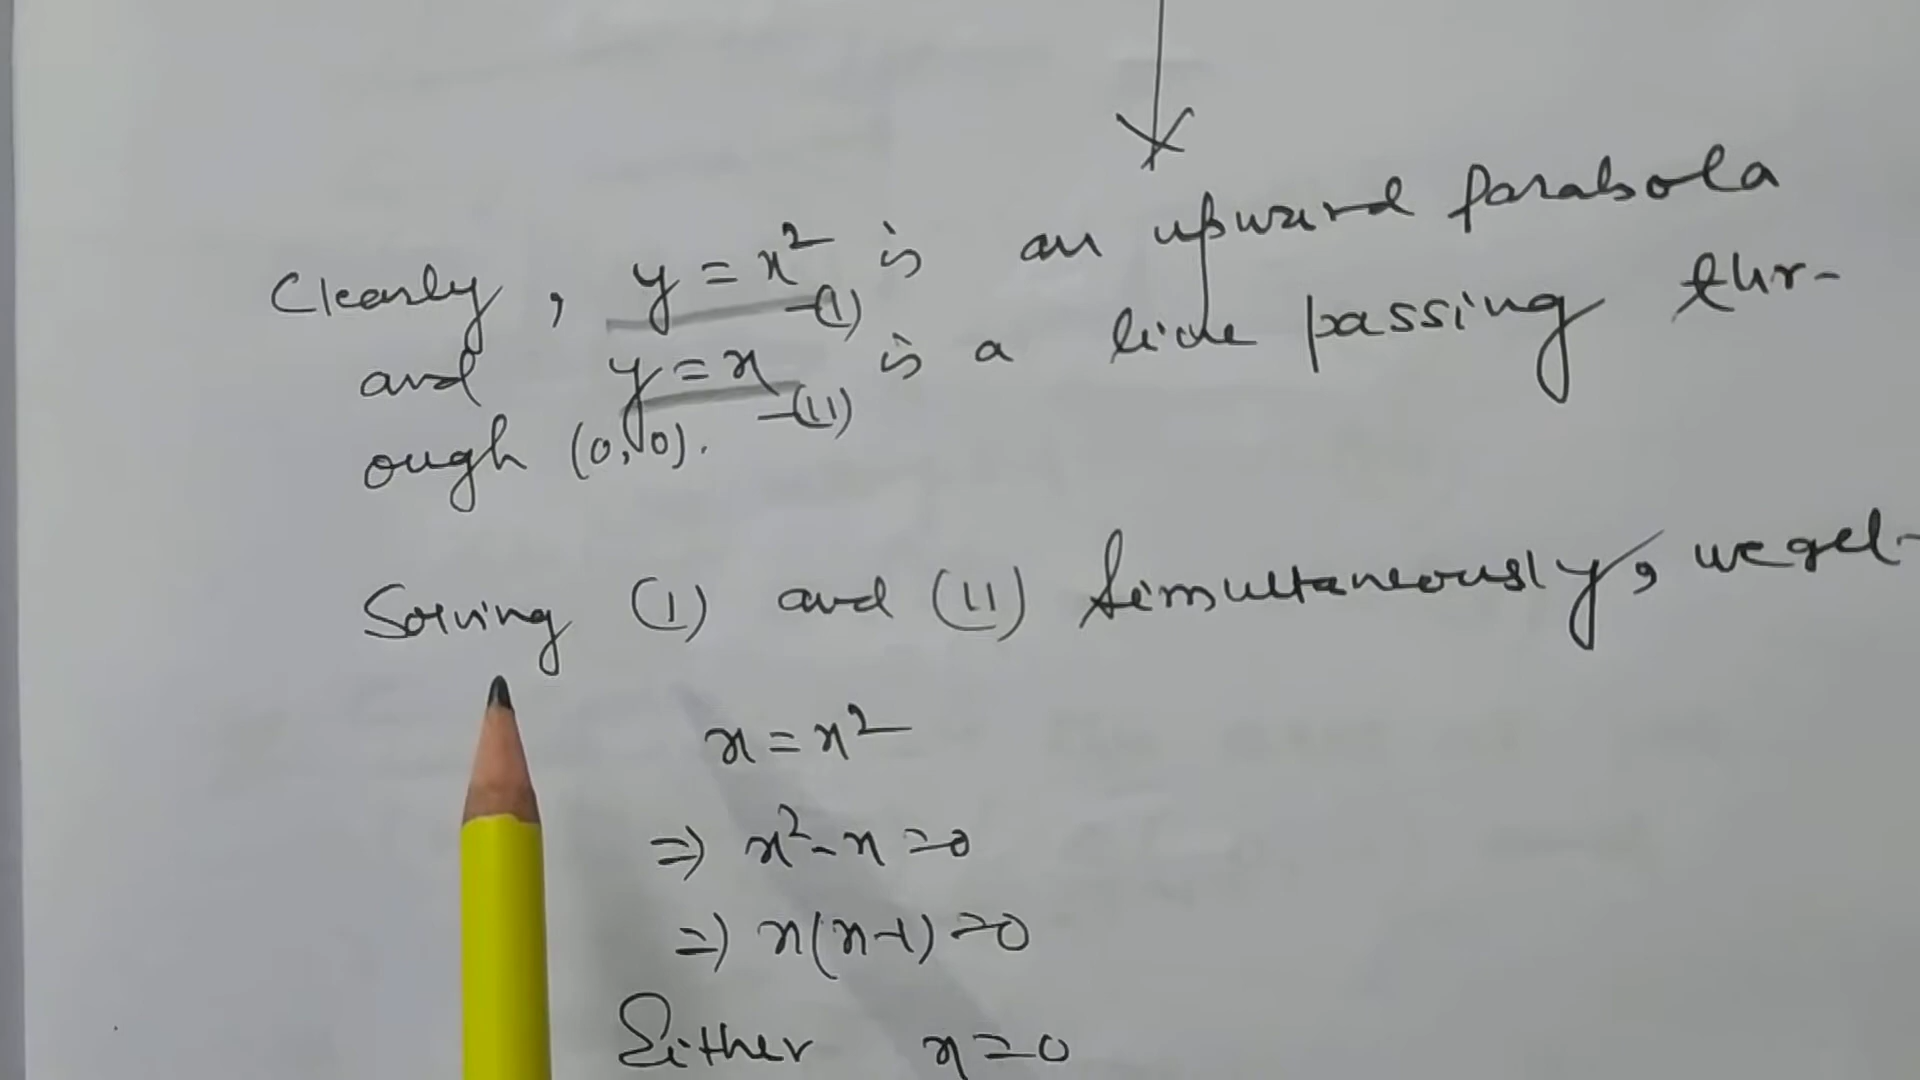 Clearly, y = x² is an upward parabola
-(I)
and y = x is a line passing thr-
-(II)
ough (0,0).
Solving (I) and (II) Simultaneously, we get-
x = x²
=> x² - x = 0
=> x(x-1) = 0
Either x = 0